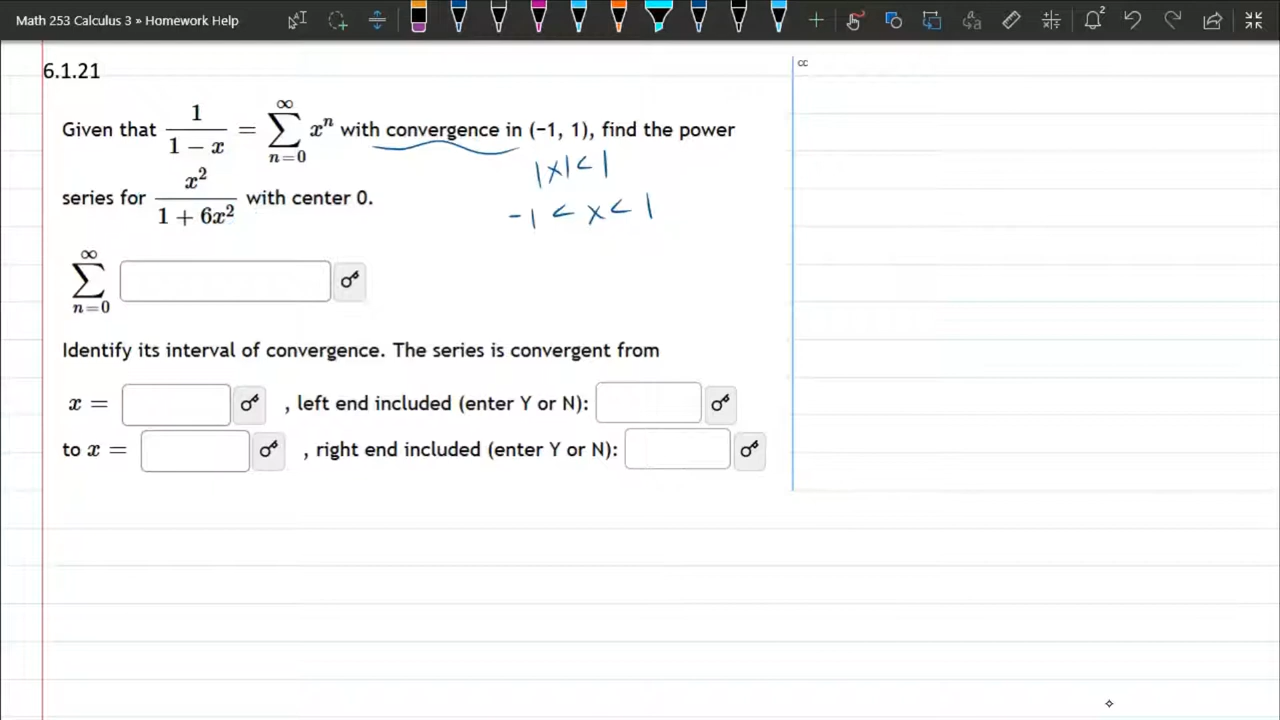 Math 253 Calculus 3 » Homework Help
2
6.1.21
cc
Given that 1/(1 − x) = ∑_{n=0}^{∞} x^n with convergence in (−1, 1), find the power
|x| < 1
series for x²/(1 + 6x²) with center 0.
-1 < x < 1
∑_{n=0}^{∞}
Identify its interval of convergence. The series is convergent from
x = , left end included (enter Y or N):
to x = , right end included (enter Y or N):